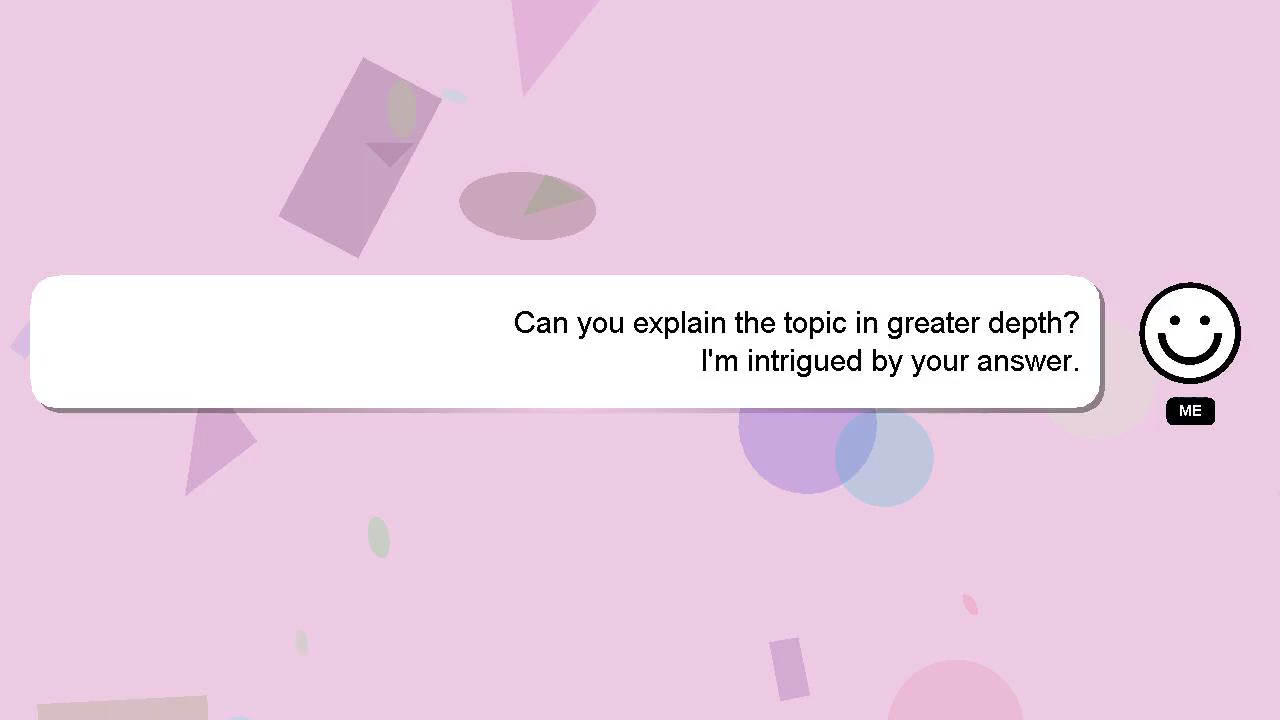 Can you explain the topic in greater depth?
I'm intrigued by your answer.
ME